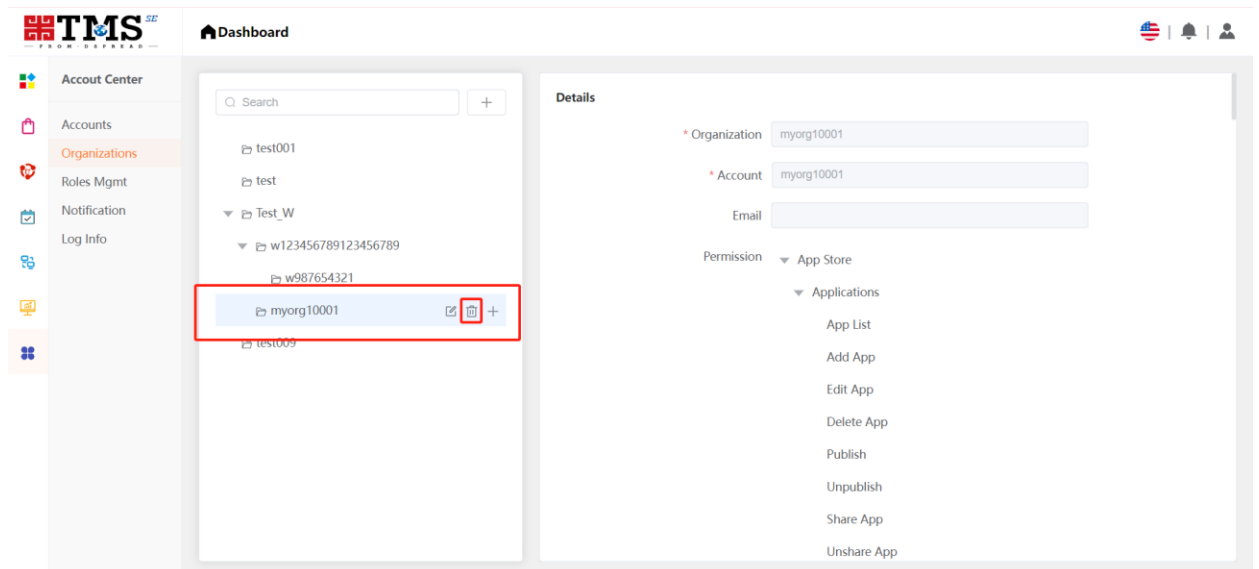 TMS SE
FROM·DSPREAD
Dashboard
Accout Center
Accounts
Organizations
Roles Mgmt
Notification
Log Info
Search
test001
test
Test_W
w123456789123456789
w987654321
myorg10001
test009
Details
* Organization myorg10001
* Account myorg10001
Email
Permission App Store
Applications
App List
Add App
Edit App
Delete App
Publish
Unpublish
Share App
Unshare App